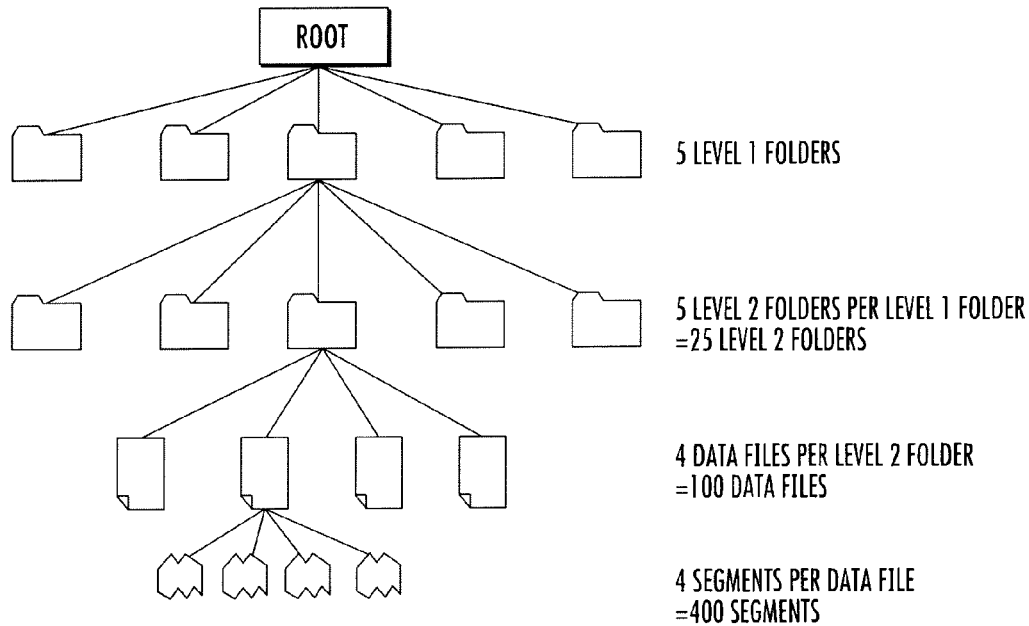 ROOT
5 LEVEL 1 FOLDERS
5 LEVEL 2 FOLDERS PER LEVEL 1 FOLDER
=25 LEVEL 2 FOLDERS
4 DATA FILES PER LEVEL 2 FOLDER
=100 DATA FILES
4 SEGMENTS PER DATA FILE
=400 SEGMENTS